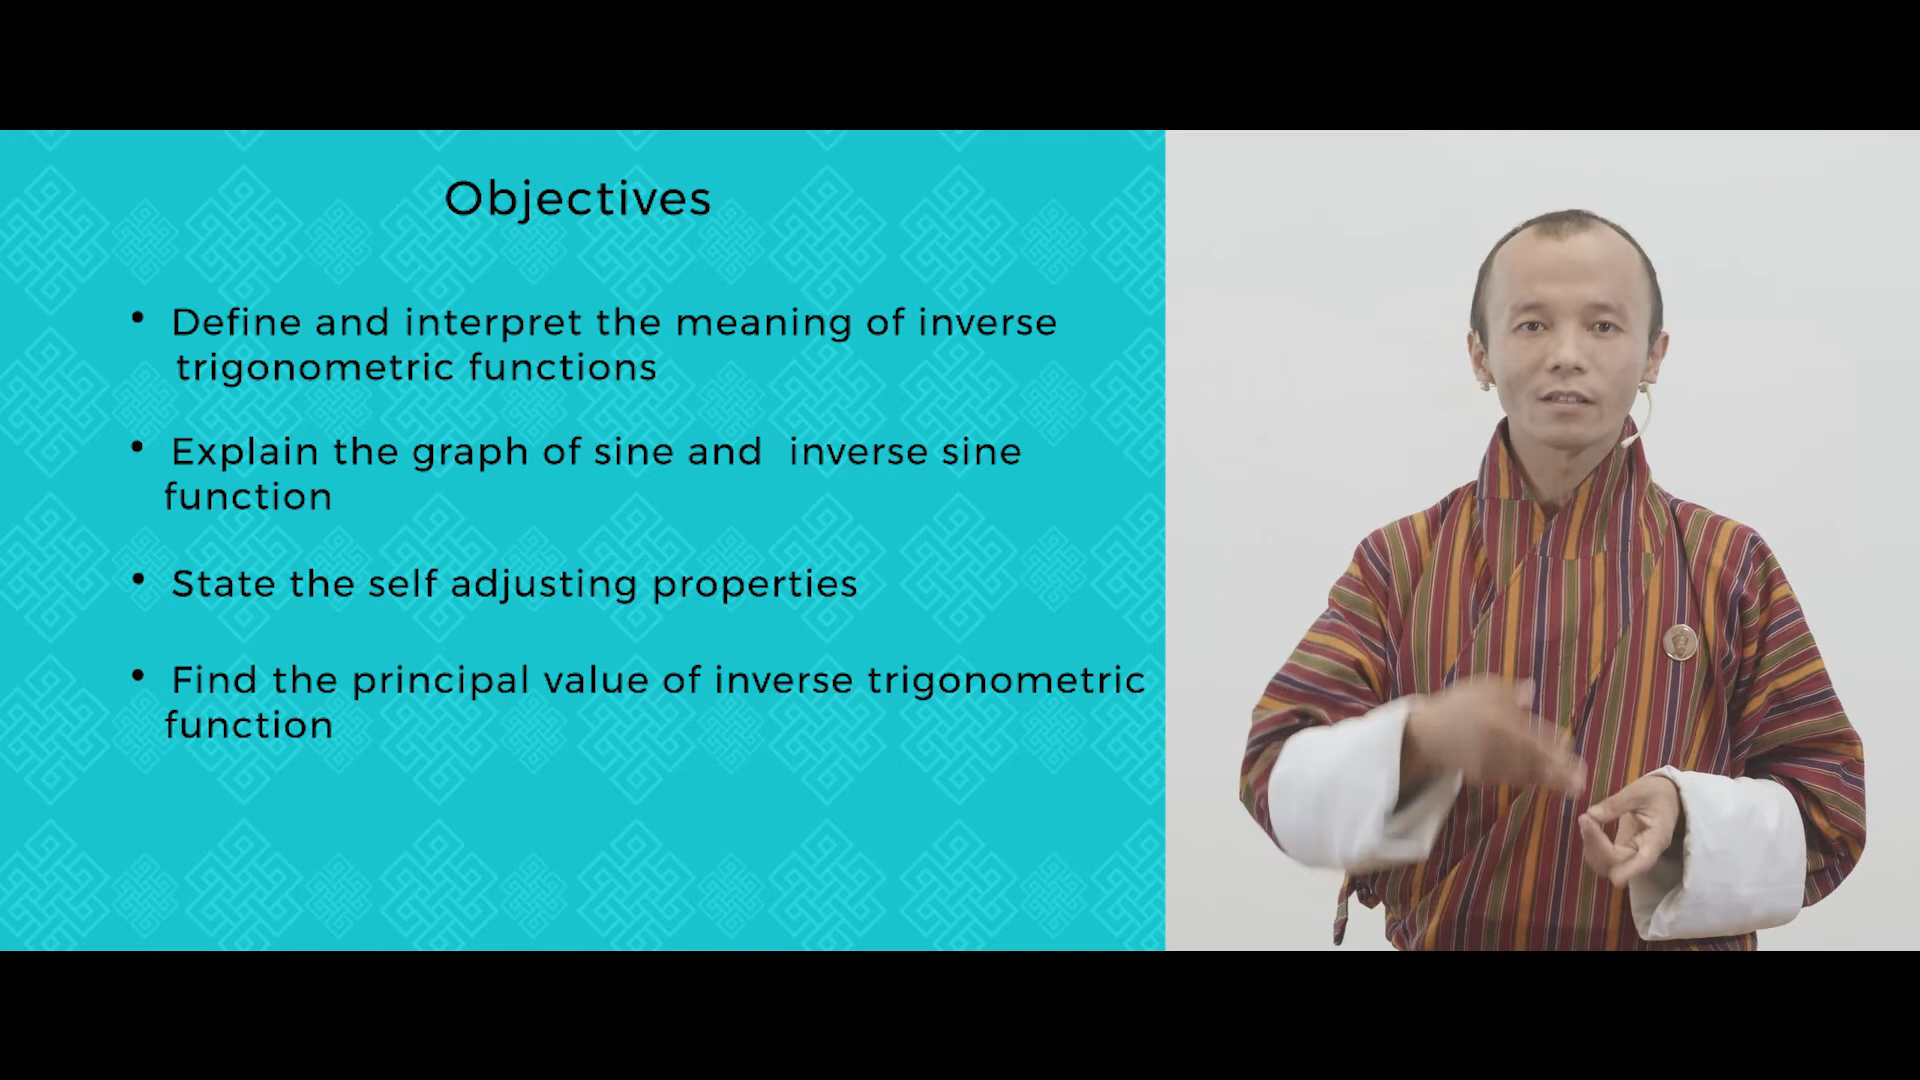 Objectives
• Define and interpret the meaning of inverse
trigonometric functions
• Explain the graph of sine and inverse sine
function
• State the self adjusting properties
• Find the principal value of inverse trigonometric
function